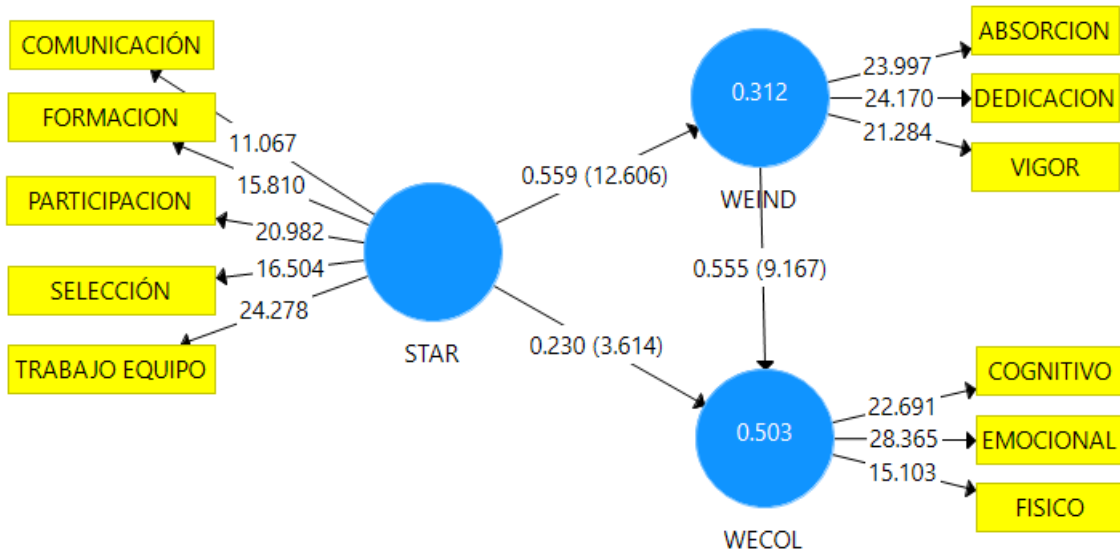 COMUNICACIÓN
FORMACION
PARTICIPACION
SELECCIÓN
TRABAJO EQUIPO
11.067
15.810
20.982
16.504
24.278
STAR
0.559 (12.606)
0.230 (3.614)
0.312
WEIND
0.555 (9.167)
0.503
WECOL
23.997
24.170
21.284
ABSORCION
DEDICACION
VIGOR
22.691
28.365
15.103
COGNITIVO
EMOCIONAL
FISICO